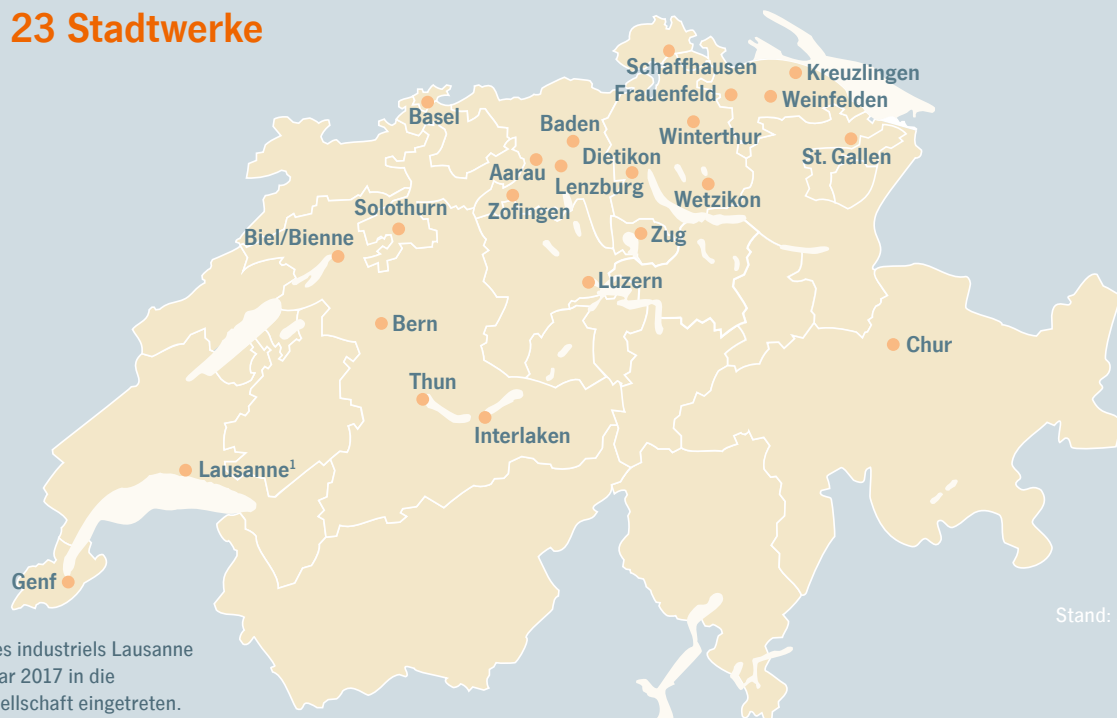 23 Stadtwerke
Schaffhausen
Kreuzlingen
Frauenfeld
Weinfelden
Basel
Baden
Winterthur
St. Gallen
Aarau
Dietikon
Lenzburg
Wetzikon
Zofingen
Solothurn
Biel/Bienne
Zug
Luzern
Bern
Chur
Thun
Interlaken
Lausanne¹
Genf
Stand:
es industriels Lausanne
ar 2017 in die
ellschaft eingetreten.